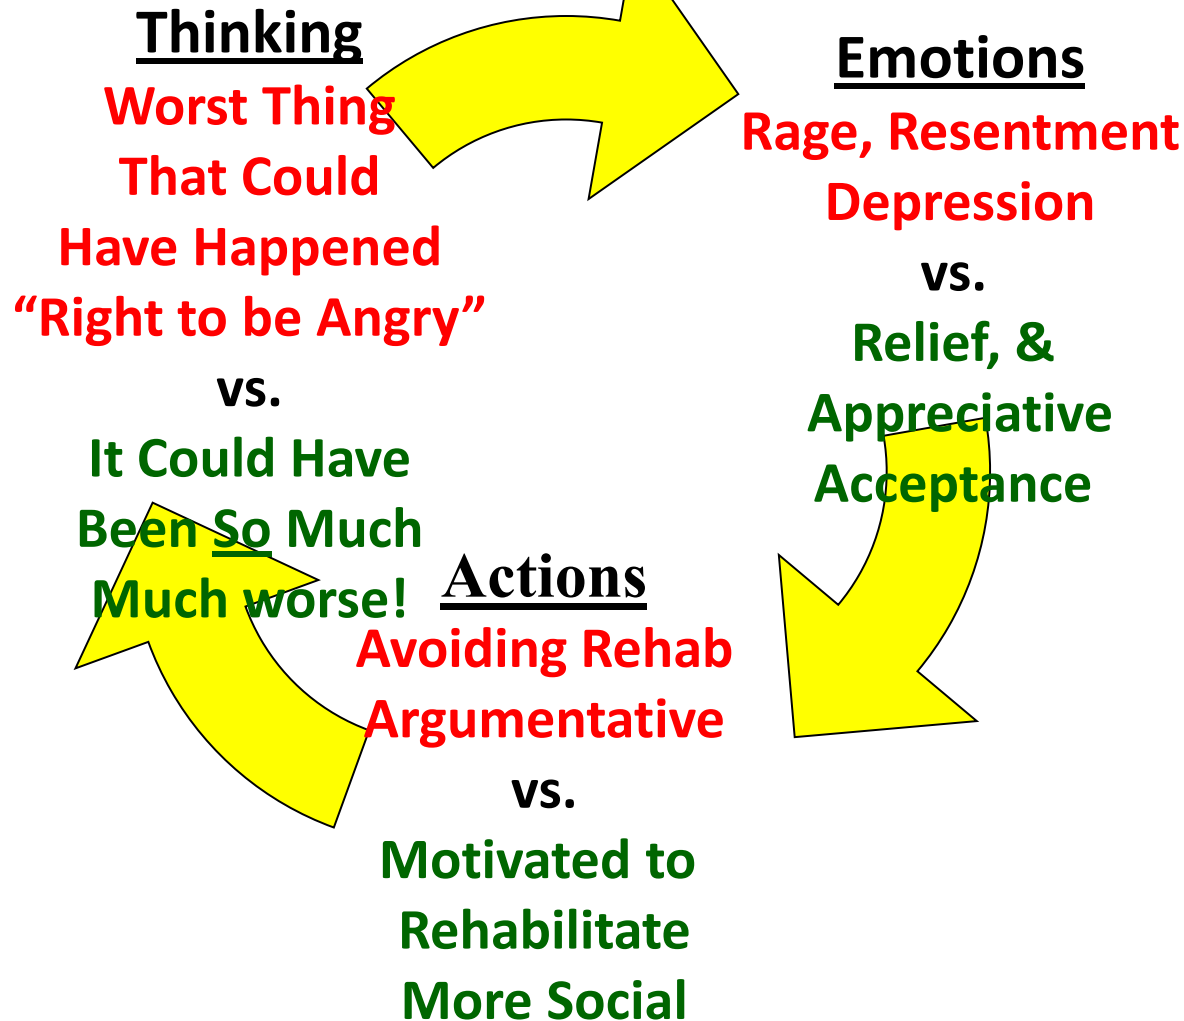 Thinking
Worst Thing
That Could
Have Happened
“Right to be Angry”
vs.
It Could Have
Been So Much
Much worse!
Emotions
Rage, Resentment
Depression
vs.
Relief, &
Appreciative
Acceptance
Actions
Avoiding Rehab
Argumentative
vs.
Motivated to
Rehabilitate
More Social